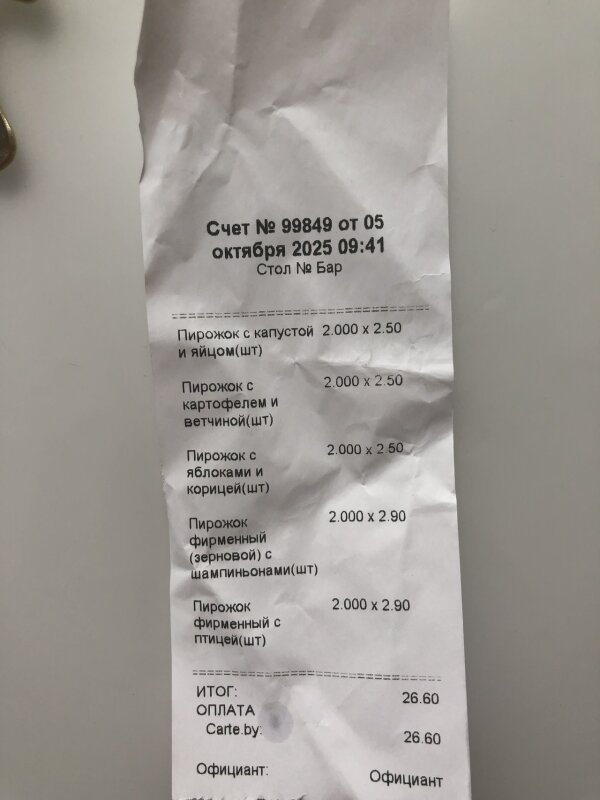 Счет № 99849 от 05
октября 2025 09:41
Стол № Бар
Пирожок с капустой 2.000 x 2.50
и яйцом(шт)
Пирожок с 2.000 x 2.50
картофелем и
ветчиной(шт)
Пирожок с 2.000 x 2.50
яблоками и
корицей(шт)
Пирожок 2.000 x 2.90
фирменный
(зерновой) с
шампиньонами(шт)
Пирожок 2.000 x 2.90
фирменный с
птицей(шт)
ИТОГ: 26.60
ОПЛАТА
Carte.by: 26.60
Официант: Официант